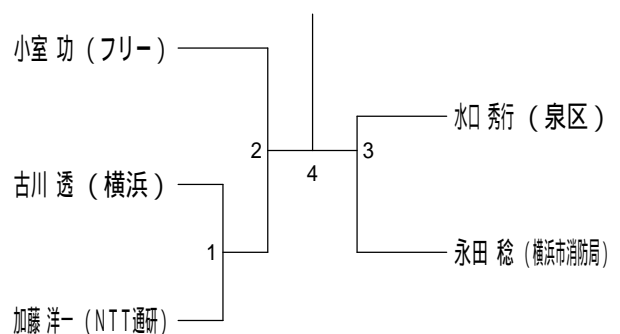 小室 功 (フリー)
水口 秀行 (泉区)
2
3
4
古川 透 (横浜)
1
永田 稔 (横浜市消防局)
加藤 洋一 (NTT通研)